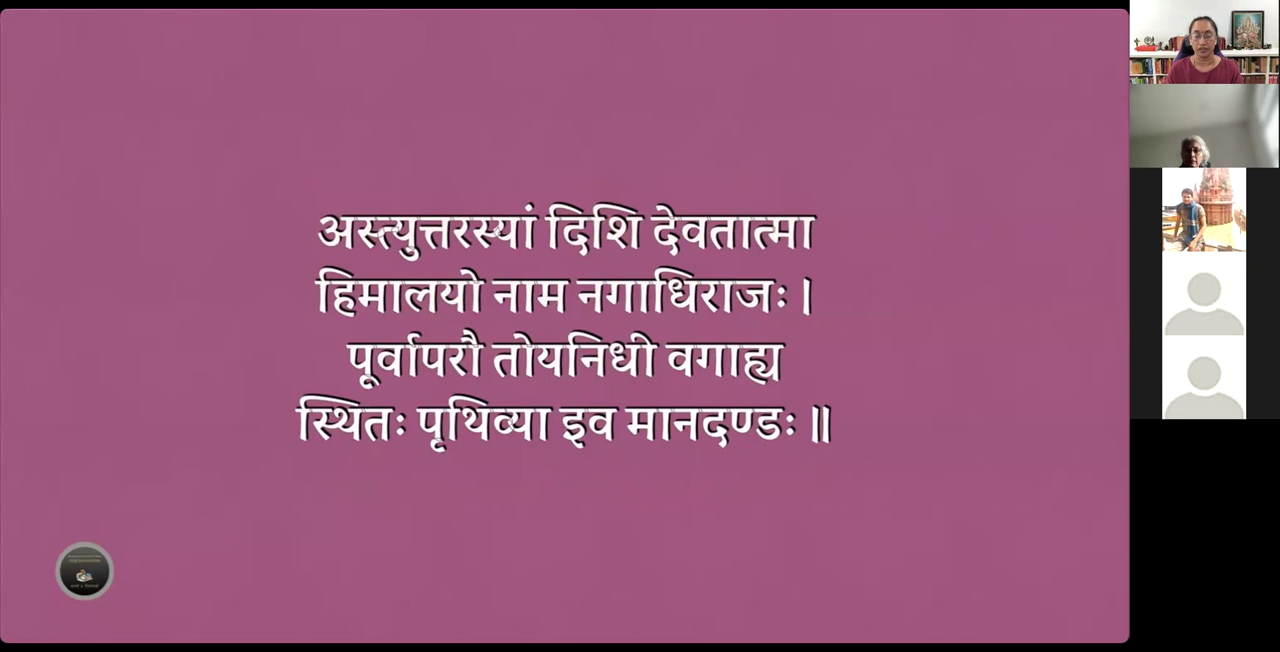 अस्त्युत्तरस्यां दिशि देवतात्मा
हिमालयो नाम नगाधिराजः ।
पूर्वापरौ तोयनिधी वगाह्य
स्थितः पृथिव्या इव मानदण्डः ॥